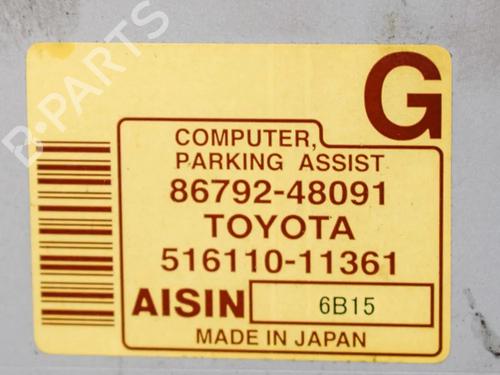 G
COMPUTER,
PARKING ASSIST
86792-48091
TOYOTA
516110-11361
AISIN 6B15
MADE IN JAPAN
B-PARTS